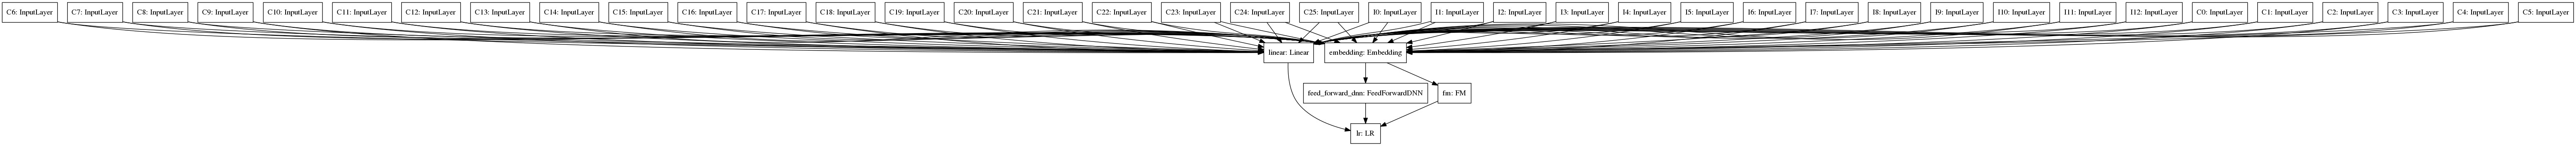 C6: InputLayer
C7: InputLayer
C8: InputLayer
C9: InputLayer
C10: InputLayer
C11: InputLayer
C12: InputLayer
C13: InputLayer
C14: InputLayer
C15: InputLayer
C16: InputLayer
C17: InputLayer
C18: InputLayer
C19: InputLayer
C20: InputLayer
C21: InputLayer
C22: InputLayer
C23: InputLayer
C24: InputLayer
C25: InputLayer
I0: InputLayer
I1: InputLayer
I2: InputLayer
I3: InputLayer
I4: InputLayer
I5: InputLayer
I6: InputLayer
I7: InputLayer
I8: InputLayer
I9: InputLayer
I10: InputLayer
I11: InputLayer
I12: InputLayer
C0: InputLayer
C1: InputLayer
C2: InputLayer
C3: InputLayer
C4: InputLayer
C5: InputLayer
linear: Linear
embedding: Embedding
feed_forward_dnn: FeedForwardDNN
fm: FM
lr: LR